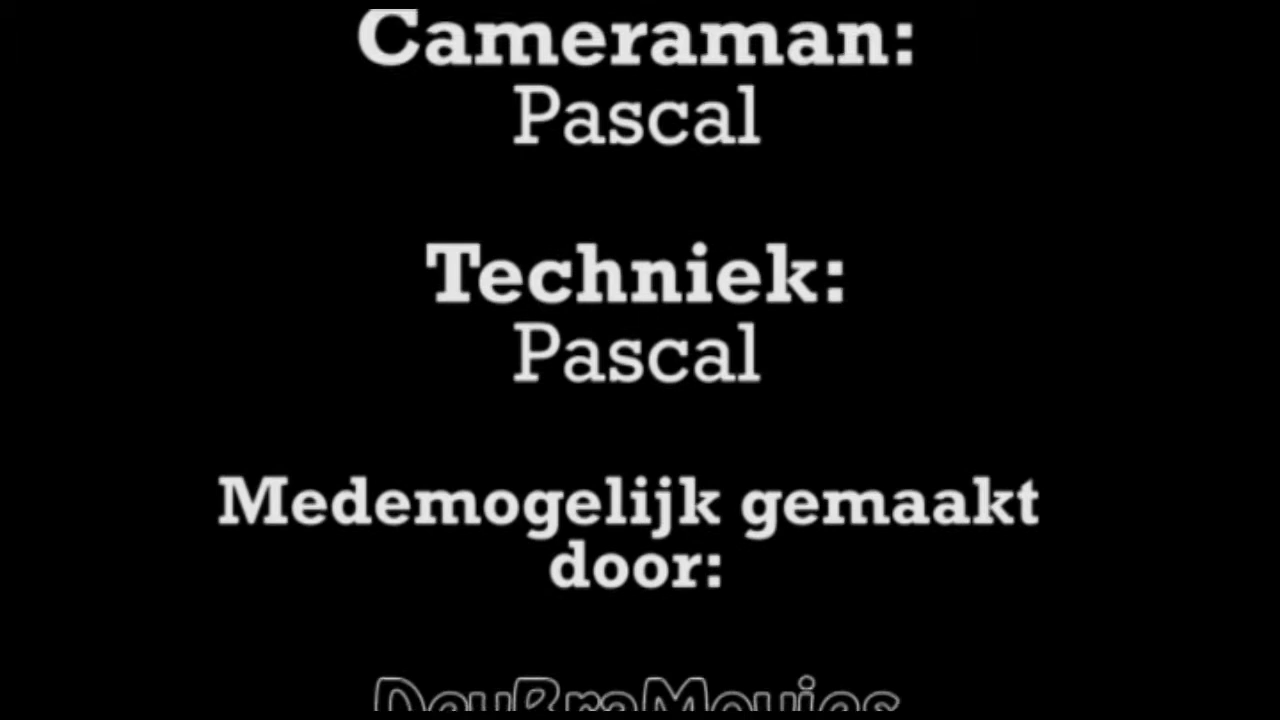 Cameraman:
Pascal
Techniek:
Pascal
Medemogelijk gemaakt
door: